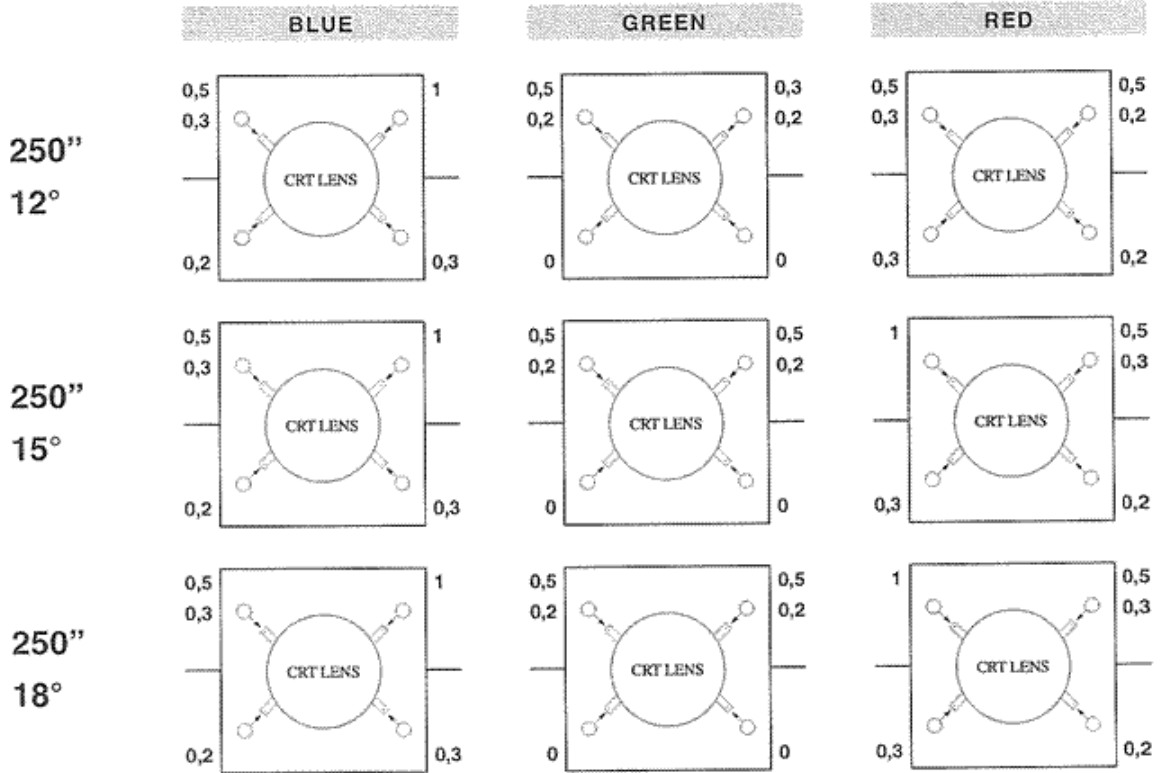 BLUE GREEN RED
0,5 1 0,5 0,3 0,5 0,5
0,3 0,2 0,2 0,3 0,2
250”
CRT LENS CRT LENS CRT LENS
12°
0,2 0,3 0 0 0,3 0,2
0,5 1 0,5 0,5 1 0,5
0,3 0,2 0,2 0,3
250”
CRT LENS CRT LENS CRT LENS
15°
0,2 0,3 0 0 0,3 0,2
0,5 1 0,5 0,5 1 0,5
0,3 0,2 0,2 0,3
250”
CRT LENS CRT LENS CRT LENS
18°
0,2 0,3 0 0 0,3 0,2